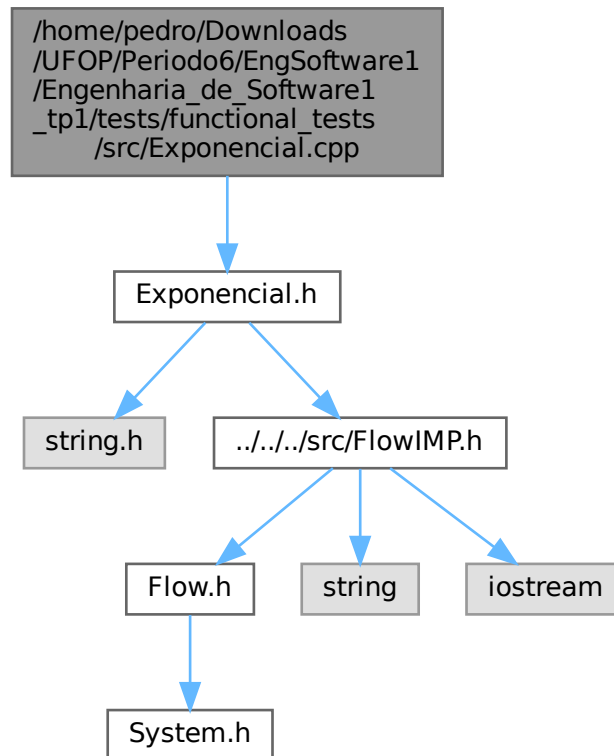 /home/pedro/Downloads
/UFOP/Periodo6/EngSoftware1
/Engenharia_de_Software1
_tp1/tests/functional_tests
/src/Exponencial.cpp
Exponencial.h
string.h
../../../src/FlowIMP.h
Flow.h
string
iostream
System.h